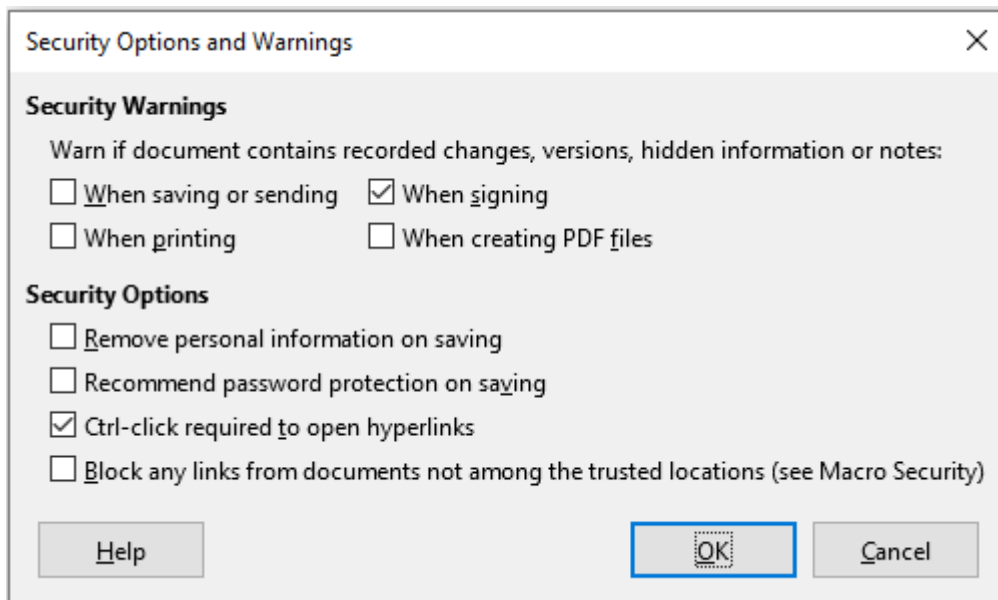 Security Options and Warnings
Security Warnings
Warn if document contains recorded changes, versions, hidden information or notes:
When saving or sending When signing
When printing When creating PDF files
Security Options
Remove personal information on saving
Recommend password protection on saving
Ctrl-click required to open hyperlinks
Block any links from documents not among the trusted locations (see Macro Security)
Help OK Cancel